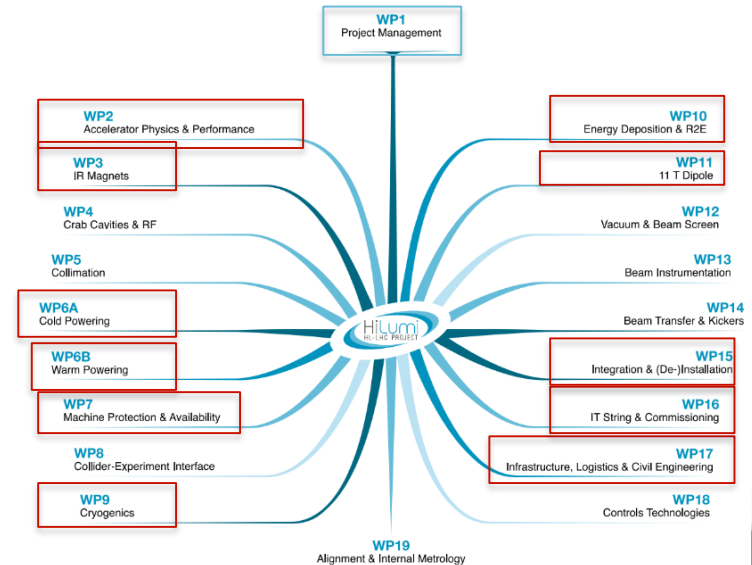 WP1
Project Management
WP2
Accelerator Physics & Performance
WP3
IR Magnets
WP4
Crab Cavities & RF
WP5
Collimation
WP6A
Cold Powering
WP6B
Warm Powering
WP7
Machine Protection & Availability
WP8
Collider-Experiment Interface
WP9
Cryogenics
WP10
Energy Deposition & R2E
WP11
11 T Dipole
WP12
Vacuum & Beam Screen
WP13
Beam Instrumentation
WP14
Beam Transfer & Kickers
WP15
Integration & (De-)Installation
WP16
IT String & Commissioning
WP17
Infrastructure, Logistics & Civil Engineering
WP18
Controls Technologies
WP19
Alignment & Internal Metrology
HiLumi
HL-LHC PROJECT